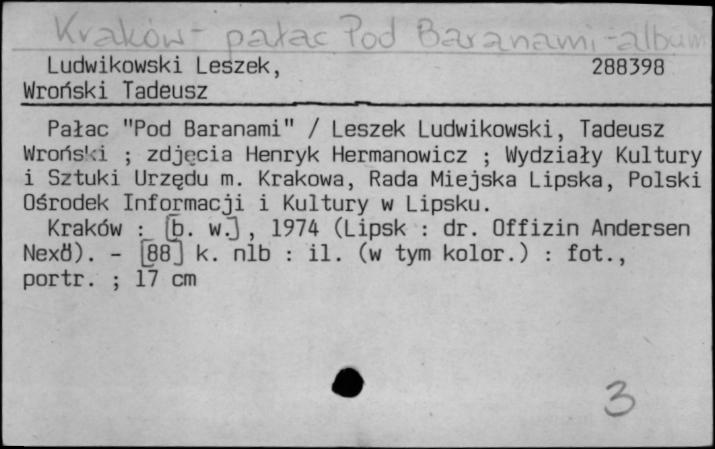 Kraków - pałac Pod Baranami - album
Ludwikowski Leszek, 288398
Wroński Tadeusz
Pałac "Pod Baranami" / Leszek Ludwikowski, Tadeusz
Wroński ; zdjęcia Henryk Hermanowicz ; Wydziały Kultury
i Sztuki Urzędu m. Krakowa, Rada Miejska Lipska, Polski
Ośrodek Informacji i Kultury w Lipsku.
Kraków : [b. w.], 1974 (Lipsk : dr. Offizin Andersen
Nexö). - [88] k. nlb : il. (w tym kolor.) : fot.,
portr. ; 17 cm
3